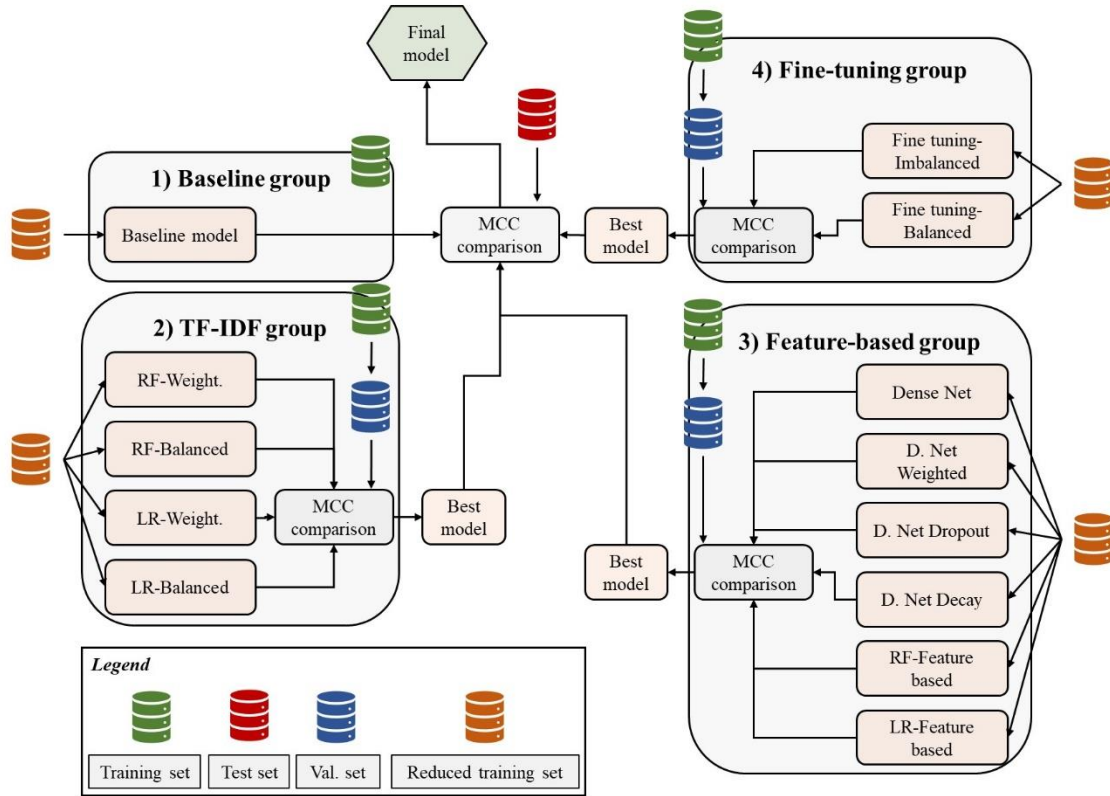 Final
model
4) Fine-tuning group
Fine tuning-
Imbalanced
Fine tuning-
Balanced
MCC
comparison
Best
model
MCC
comparison
1) Baseline group
Baseline model
2) TF-IDF group
RF-Weight.
RF-Balanced
LR-Weight.
LR-Balanced
MCC
comparison
Best
model
3) Feature-based group
Dense Net
D. Net
Weighted
D. Net Dropout
D. Net Decay
RF-Feature
based
LR-Feature
based
MCC
comparison
Best
model
Legend
Training set
Test set
Val. set
Reduced training set